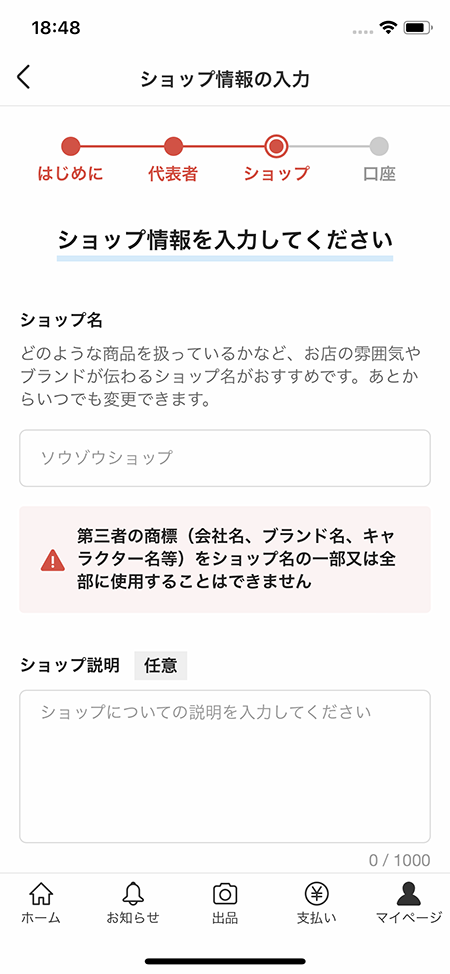 18:48
ショップ情報の入力
はじめに 代表者 ショップ 口座
ショップ情報を入力してください
ショップ名
どのような商品を扱っているかなど、お店の雰囲気や
ブランドが伝わるショップ名がおすすめです。あとか
らいつでも変更できます。
ソウゾウショップ
第三者の商標（会社名、ブランド名、キャ
ラクター名等）をショップ名の一部又は全
部に使用することはできません
ショップ説明 任意
ショップについての説明を入力してください
0 / 1000
ホーム お知らせ 出品 支払い マイページ